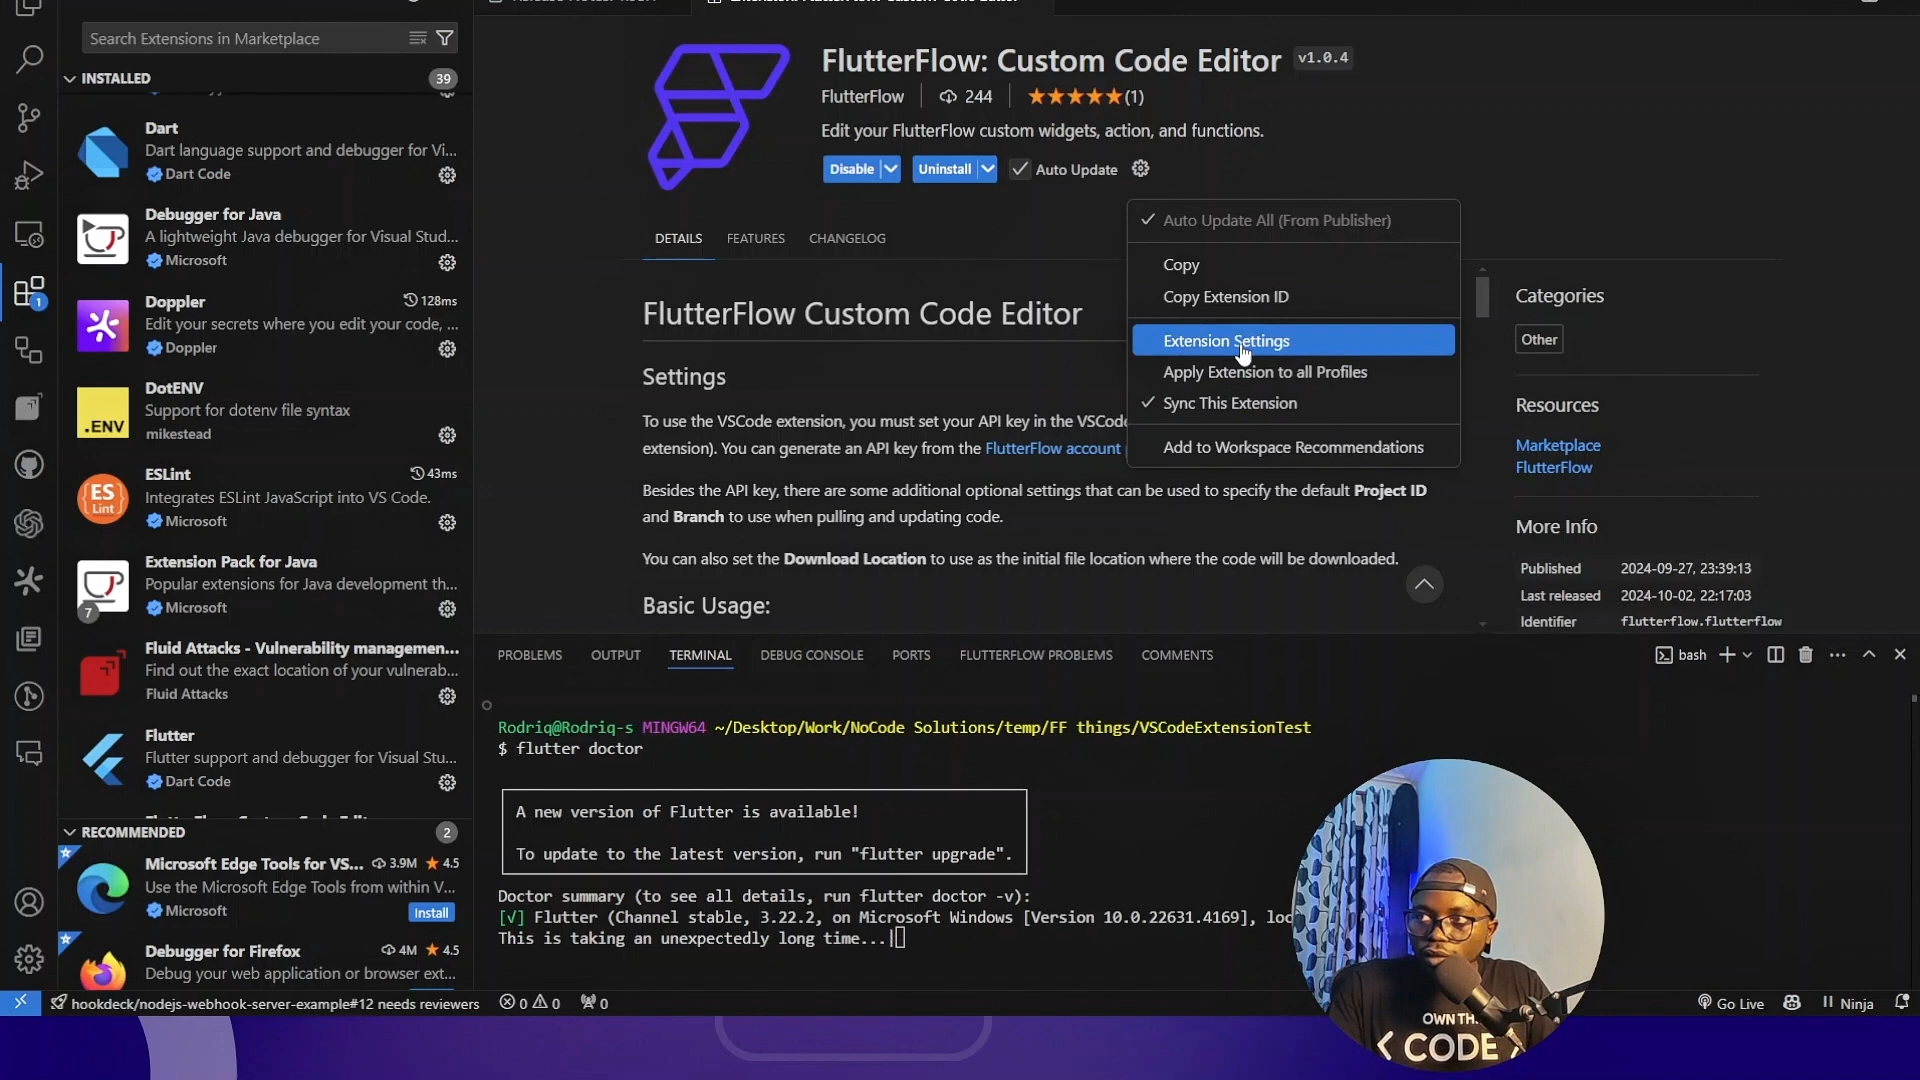 Search Extensions in Marketplace
INSTALLED
39
Dart
Dart language support and debugger for Vi...
Dart Code
Debugger for Java
A lightweight Java debugger for Visual Stud...
Microsoft
Doppler
128ms
Edit your secrets where you edit your code, ...
Doppler
DotENV
Support for dotenv file syntax
mikestead
.ENV
ESLint
43ms
Integrates ESLint JavaScript into VS Code.
Microsoft
ES
Lint
Extension Pack for Java
Popular extensions for Java development th...
Microsoft
7
Fluid Attacks - Vulnerability managemen...
Find out the exact location of your vulnerab...
Fluid Attacks
Flutter
Flutter support and debugger for Visual Stu...
Dart Code
RECOMMENDED
2
Microsoft Edge Tools for VS... 3.9M 4.5
Use the Microsoft Edge Tools from within V...
Microsoft
Install
Debugger for Firefox 4M 4.5
Debug your web application or browser ext...
1
FlutterFlow: Custom Code Editor v1.0.4
FlutterFlow 244 (1)
Edit your FlutterFlow custom widgets, action, and functions.
Disable Uninstall Auto Update
DETAILS FEATURES CHANGELOG
Auto Update All (From Publisher)
Copy
Copy Extension ID
Extension Settings
Apply Extension to all Profiles
Sync This Extension
Add to Workspace Recommendations
FlutterFlow Custom Code Editor
Settings
To use the VSCode extension, you must set your API key in the VSCode
extension). You can generate an API key from the FlutterFlow account
Besides the API key, there are some additional optional settings that can be used to specify the default Project ID
and Branch to use when pulling and updating code.
You can also set the Download Location to use as the initial file location where the code will be downloaded.
Basic Usage:
Categories
Other
Resources
Marketplace
FlutterFlow
More Info
Published 2024-09-27, 23:39:13
Last released 2024-10-02, 22:17:03
Identifier flutterflow.flutterflow
PROBLEMS OUTPUT TERMINAL DEBUG CONSOLE PORTS FLUTTERFLOW PROBLEMS COMMENTS
bash
Rodriq@Rodriq-s MINGW64 ~/Desktop/Work/NoCode Solutions/temp/FF things/VSCodeExtensionTest
$ flutter doctor
A new version of Flutter is available!
To update to the latest version, run "flutter upgrade".
Doctor summary (to see all details, run flutter doctor -v):
[√] Flutter (Channel stable, 3.22.2, on Microsoft Windows [Version 10.0.22631.4169], loc
This is taking an unexpectedly long time...|
OWN TH
< CODE >
hookdeck/nodejs-webhook-server-example#12 needs reviewers
0 0 0
Go Live
Ninja